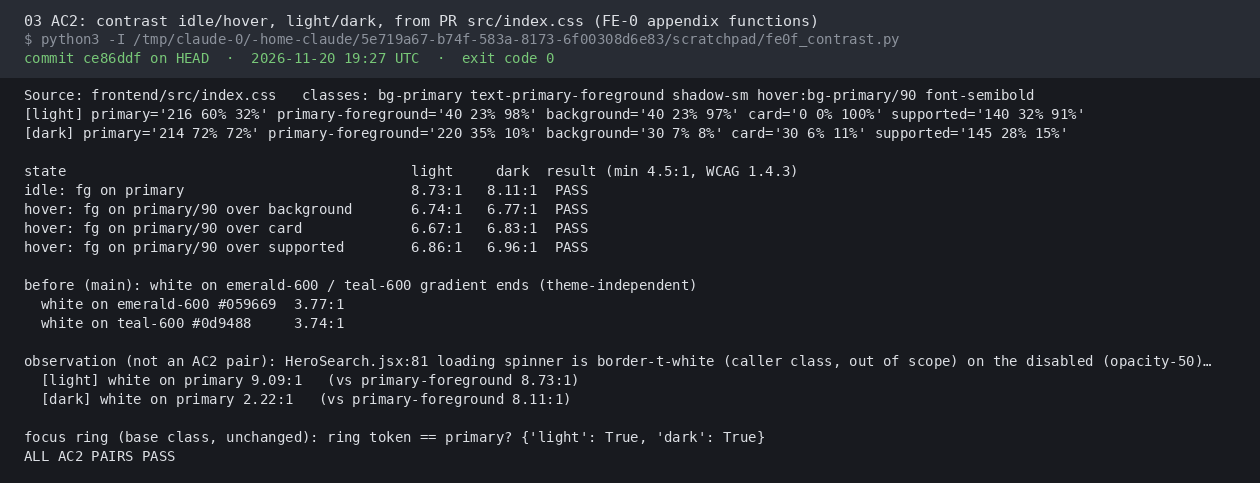 03 AC2: contrast idle/hover, light/dark, from PR src/index.css (FE-0 appendix functions)
$ python3 -I /tmp/claude-0/-home-claude/5e719a67-b74f-583a-8173-6f00308d6e83/scratchpad/fe0f_contrast.py
commit ce86ddf on HEAD  ·  2026-11-20 19:27 UTC  ·  exit code 0
Source: frontend/src/index.css   classes: bg-primary text-primary-foreground shadow-sm hover:bg-primary/90 font-semibold
[light] primary='216 60% 32%' primary-foreground='40 23% 98%' background='40 23% 97%' card='0 0% 100%' supported='140 32% 91%'
[dark] primary='214 72% 72%' primary-foreground='220 35% 10%' background='30 7% 8%' card='30 6% 11%' supported='145 28% 15%'
state                                         light     dark  result (min 4.5:1, WCAG 1.4.3)
idle: fg on primary                           8.73:1   8.11:1  PASS
hover: fg on primary/90 over background       6.74:1   6.77:1  PASS
hover: fg on primary/90 over card             6.67:1   6.83:1  PASS
hover: fg on primary/90 over supported        6.86:1   6.96:1  PASS
before (main): white on emerald-600 / teal-600 gradient ends (theme-independent)
  white on emerald-600 #059669  3.77:1
  white on teal-600 #0d9488     3.74:1
observation (not an AC2 pair): HeroSearch.jsx:81 loading spinner is border-t-white (caller class, out of scope) on the disabled (opacity-50)…
  [light] white on primary 9.09:1   (vs primary-foreground 8.73:1)
  [dark] white on primary 2.22:1   (vs primary-foreground 8.11:1)
focus ring (base class, unchanged): ring token == primary? {'light': True, 'dark': True}
ALL AC2 PAIRS PASS